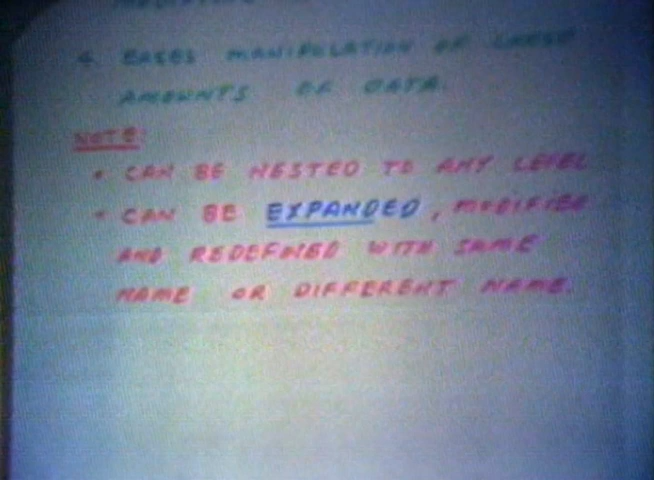 4. EASES MANIPULATION OF LARGE
AMOUNTS OF DATA.
NOTE:
• CAN BE NESTED TO ANY LEVEL
• CAN BE EXPANDED, MODIFIED
AND REDEFINED WITH SAME
NAME OR DIFFERENT NAME.